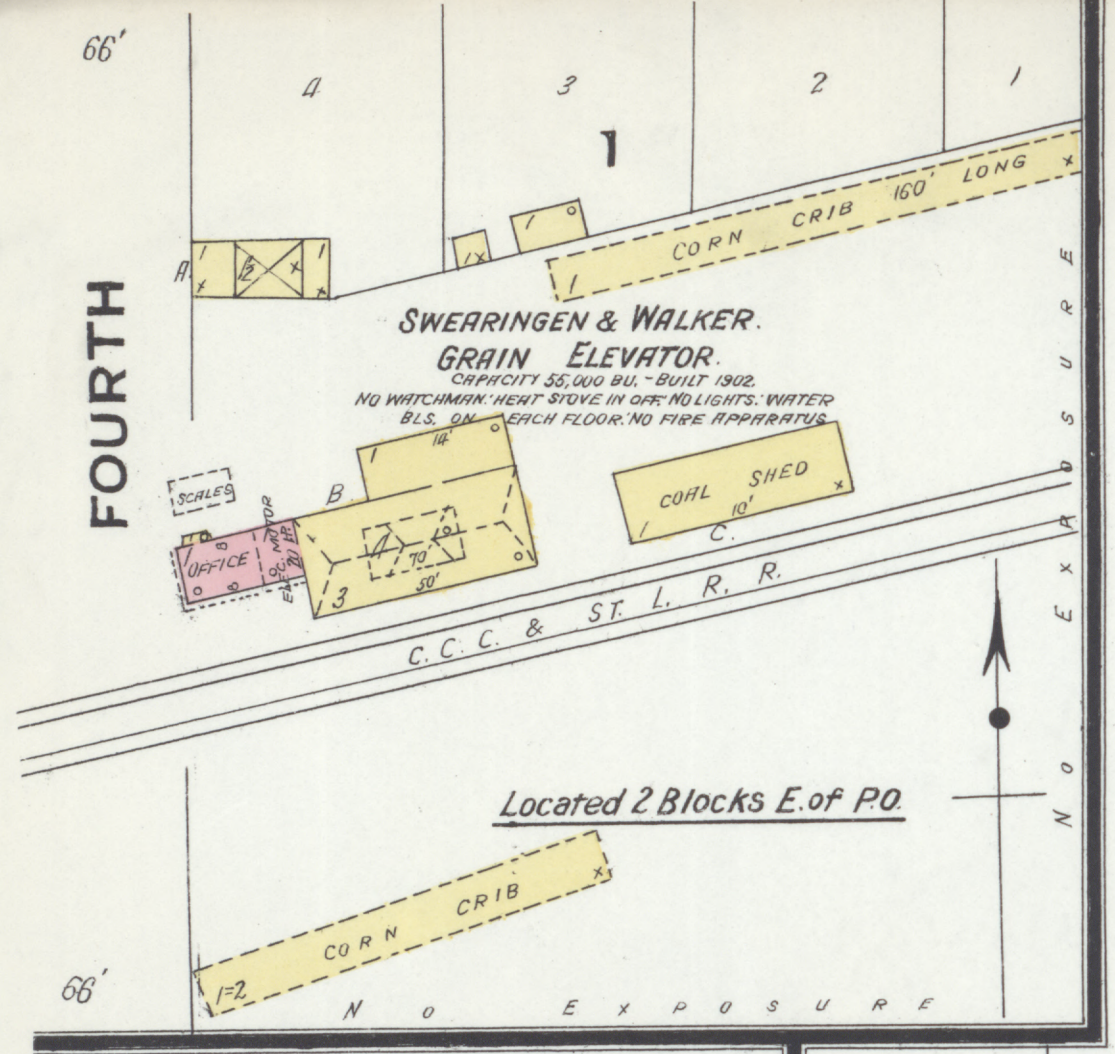 66'
4
3
2
1
1
CORN CRIB 160' LONG
x
1
1
1 x
A
1
x
1½
x
1
x
FOURTH
SWEARINGEN & WALKER.
GRAIN ELEVATOR.
CAPACITY 55,000 BU. - BUILT 1902.
NO WATCHMAN: HEAT STOVE IN OFF: NO LIGHTS: WATER
BLS. ON EACH FLOOR: NO FIRE APPARATUS
14'
1
SCALES
B.
COAL SHED
10'
x
1
C.
1
OFFICE
B
B
ELEC. MOTOR
20 H.P.
70'
50'
3
C. C. C. & ST. L. R. R.
NO EXPOSURE
Located 2 Blocks E. of P.O.
CORN CRIB
x
1=2
66'
NO EXPOSURE